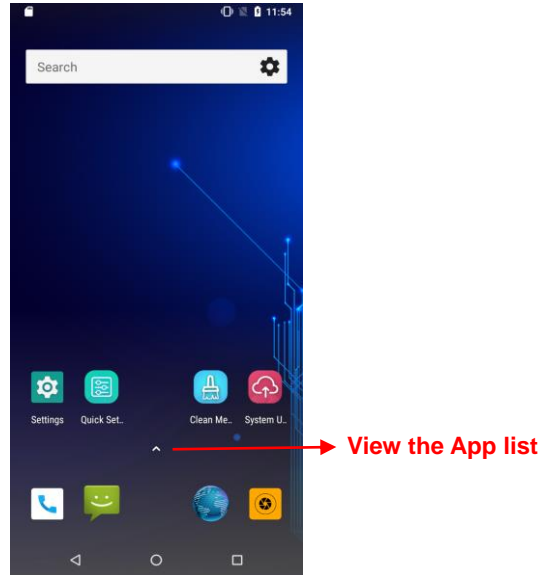 11:54
Search
Settings
Quick Set..
Clean Me..
System U..
View the App list